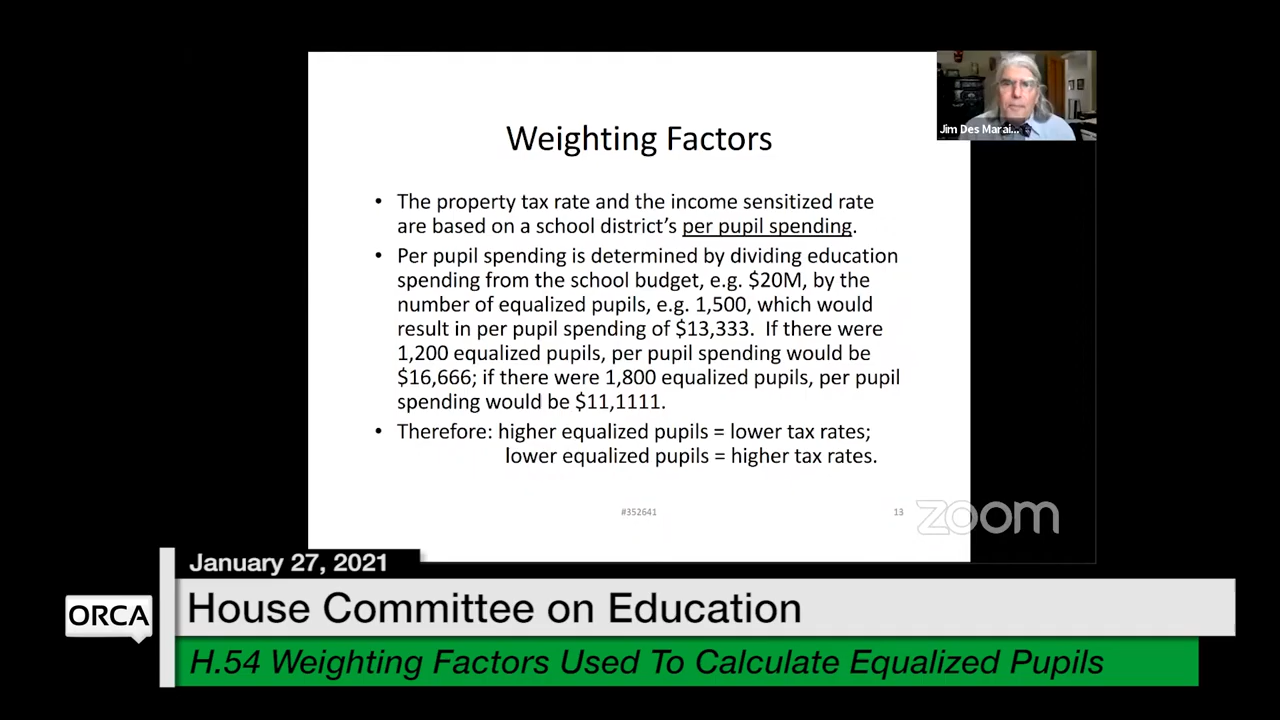 Weighting Factors
Jim Des Marai...
• The property tax rate and the income sensitized rate
are based on a school district's per pupil spending.
• Per pupil spending is determined by dividing education
spending from the school budget, e.g. $20M, by the
number of equalized pupils, e.g. 1,500, which would
result in per pupil spending of $13,333. If there were
1,200 equalized pupils, per pupil spending would be
$16,666; if there were 1,800 equalized pupils, per pupil
spending would be $11,1111.
• Therefore: higher equalized pupils = lower tax rates;
lower equalized pupils = higher tax rates.
#352641
13
zoom
January 27, 2021
ORCA
House Committee on Education
H.54 Weighting Factors Used To Calculate Equalized Pupils